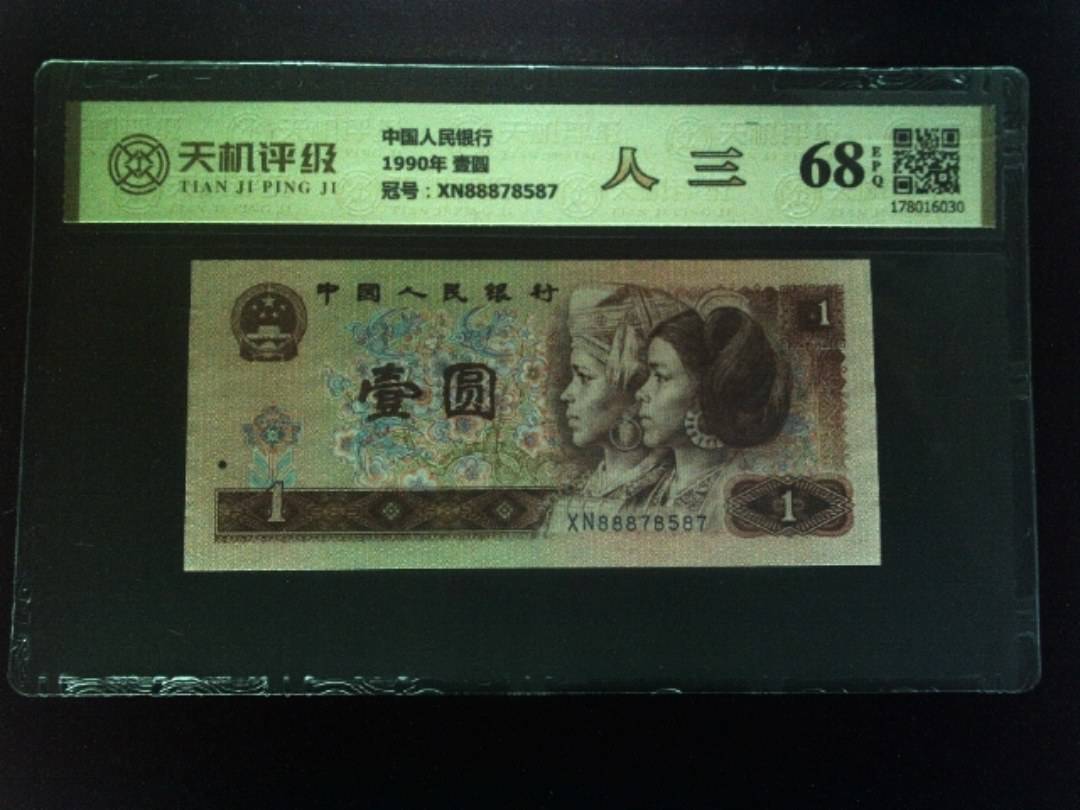 天机评级
TIAN JI PING JI
中国人民银行
1990年 壹圆
冠号：XN88878587
人三
68
EPQ
178016030
中国人民银行
1
壹圆
1
XN88878587
1